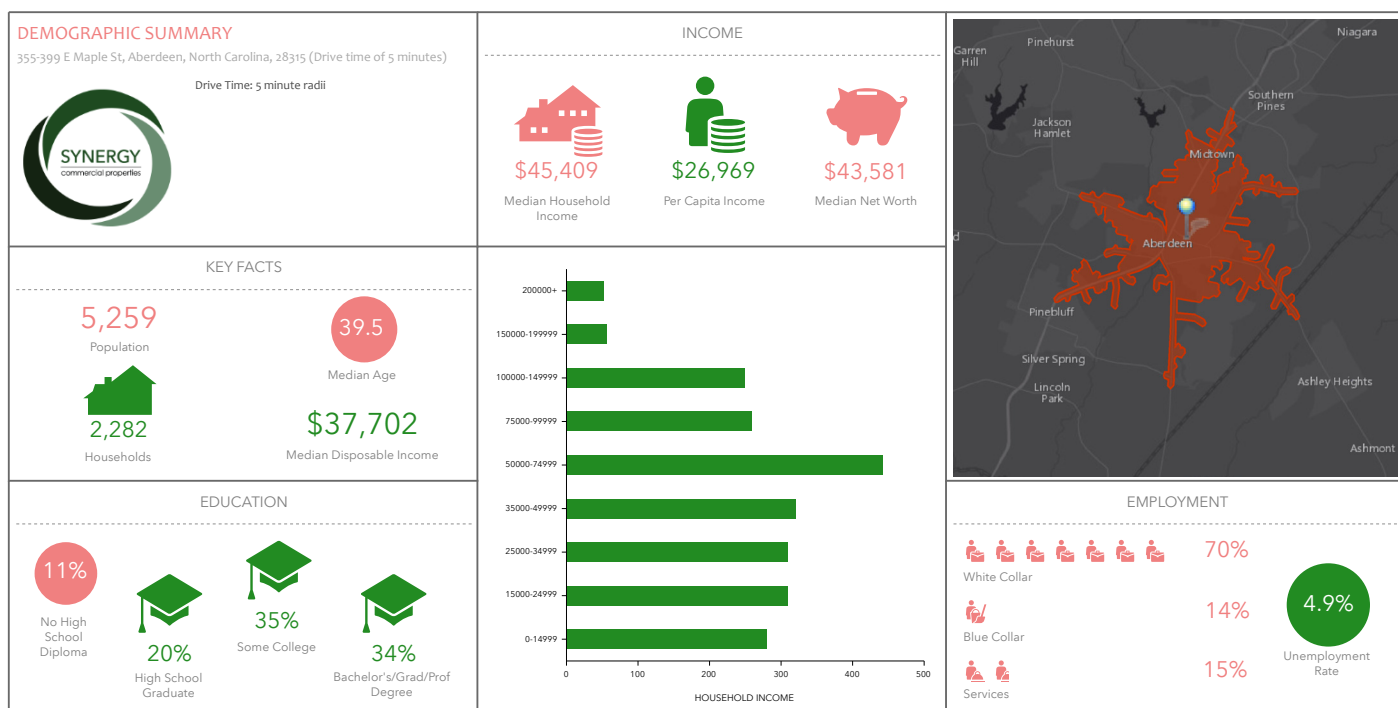 DEMOGRAPHIC SUMMARY
355-399 E Maple St, Aberdeen, North Carolina, 28315 (Drive time of 5 minutes)
Drive Time: 5 minute radii
SYNERGY
commercial properties
INCOME
$45,409
Median Household
Income
$26,969
Per Capita Income
$43,581
Median Net Worth
Niagara
Pinehurst
Garren
Hill
Southern
Pines
Jackson
Hamlet
Midtown
d
Aberdeen
Pinebluff
Silver Spring
Lincoln
Park
Ashley Heights
Ashmont
KEY FACTS
5,259
Population
39.5
Median Age
2,282
Households
$37,702
Median Disposable Income
200000+
150000-199999
100000-149999
75000-99999
50000-74999
35000-49999
25000-34999
15000-24999
0-14999
0 100 200 300 400 500
HOUSEHOLD INCOME
EDUCATION
11%
No High
School
Diploma
20%
High School
Graduate
35%
Some College
34%
Bachelor's/Grad/Prof
Degree
EMPLOYMENT
70%
White Collar
14%
Blue Collar
15%
Services
4.9%
Unemployment
Rate